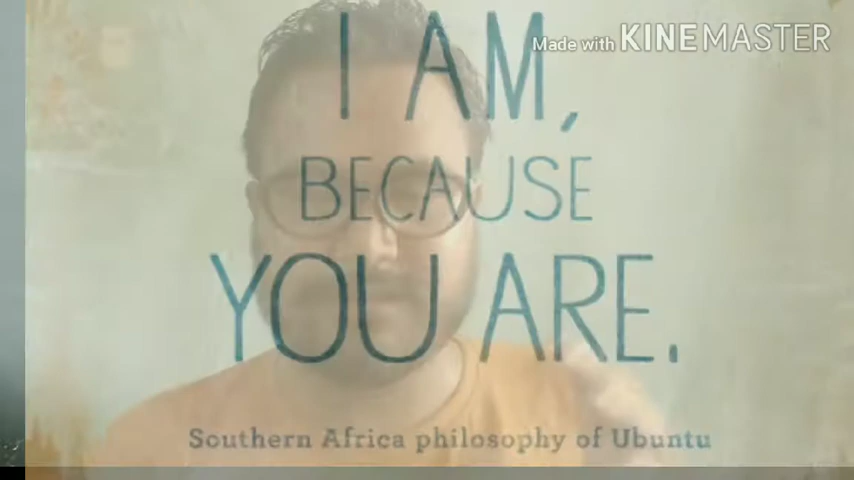 I AM,
Made with KINEMASTER
BECAUSE
YOU ARE.
Southern Africa philosophy of Ubuntu